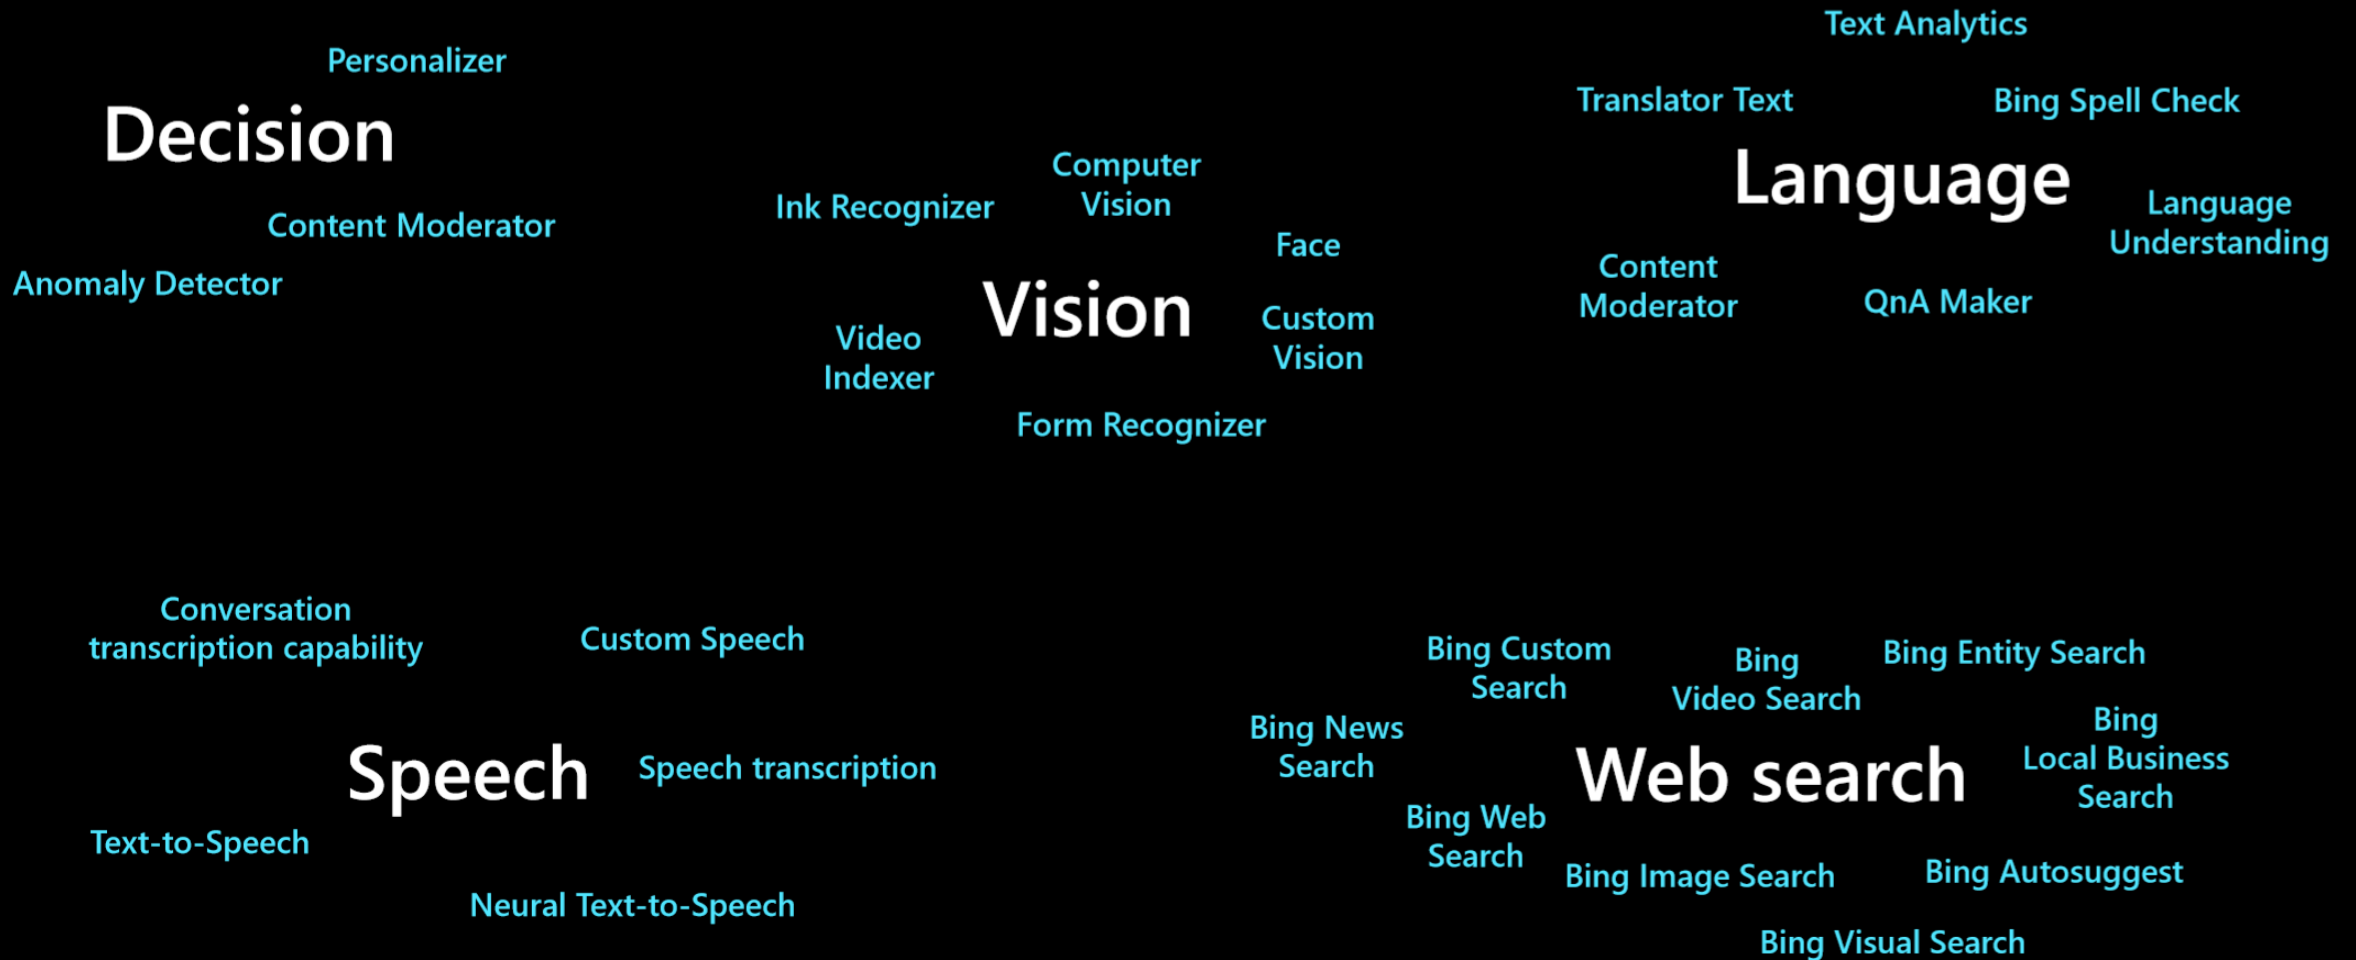 Personalizer
Decision
Content Moderator
Anomaly Detector
Computer
Vision
Ink Recognizer
Face
Vision
Custom
Vision
Video
Indexer
Form Recognizer
Text Analytics
Translator Text
Bing Spell Check
Language
Language
Understanding
Content
Moderator
QnA Maker
Conversation
transcription capability
Custom Speech
Speech
Speech transcription
Text-to-Speech
Neural Text-to-Speech
Bing Custom
Search
Bing
Video Search
Bing Entity Search
Bing News
Search
Web search
Bing
Local Business
Search
Bing Web
Search
Bing Image Search
Bing Autosuggest
Bing Visual Search